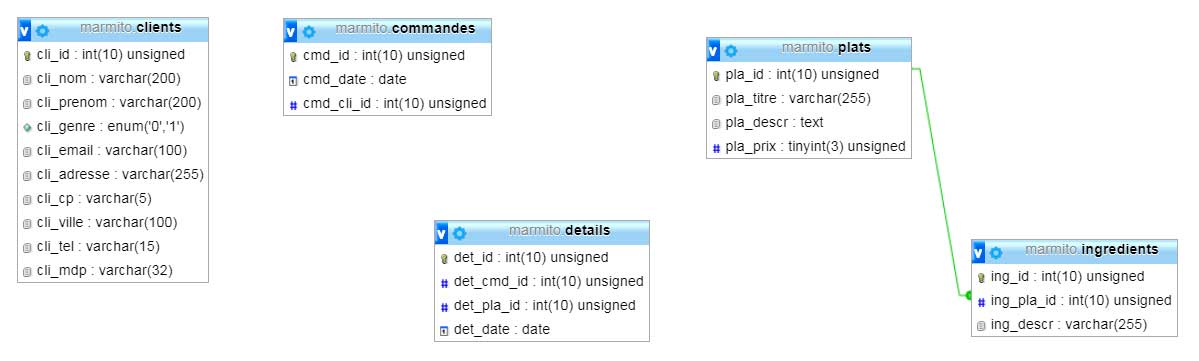 marmito.clients
cli_id : int(10) unsigned
cli_nom : varchar(200)
cli_prenom : varchar(200)
cli_genre : enum('0','1')
cli_email : varchar(100)
cli_adresse : varchar(255)
cli_cp : varchar(5)
cli_ville : varchar(100)
cli_tel : varchar(15)
cli_mdp : varchar(32)
marmito.commandes
cmd_id : int(10) unsigned
cmd_date : date
cmd_cli_id : int(10) unsigned
marmito.details
det_id : int(10) unsigned
det_cmd_id : int(10) unsigned
det_pla_id : int(10) unsigned
det_date : date
marmito.plats
pla_id : int(10) unsigned
pla_titre : varchar(255)
pla_descr : text
pla_prix : tinyint(3) unsigned
marmito.ingredients
ing_id : int(10) unsigned
ing_pla_id : int(10) unsigned
ing_descr : varchar(255)